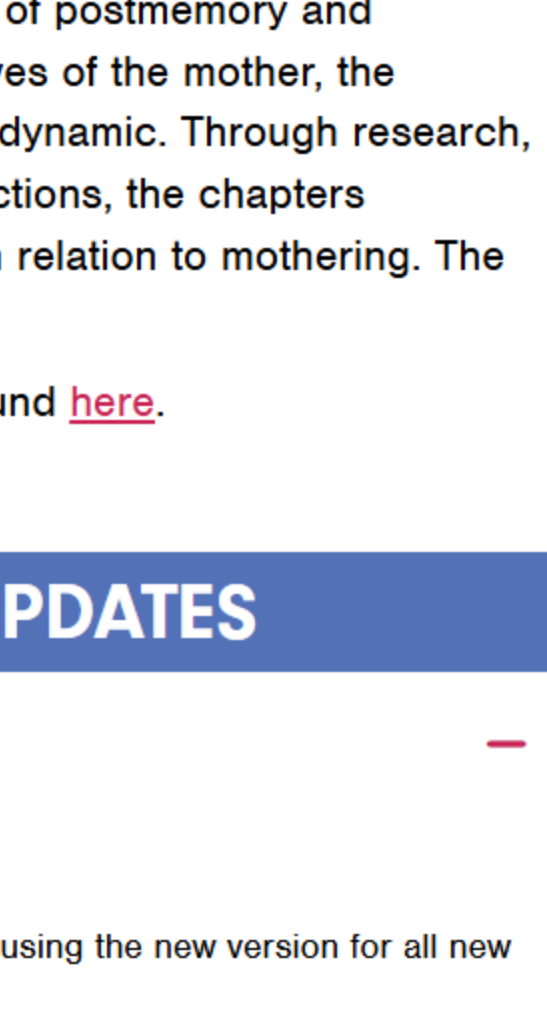 of postmemory and
ves of the mother, the
dynamic. Through research,
ctions, the chapters
relation to mothering. The
und here.
PDATES
using the new version for all new